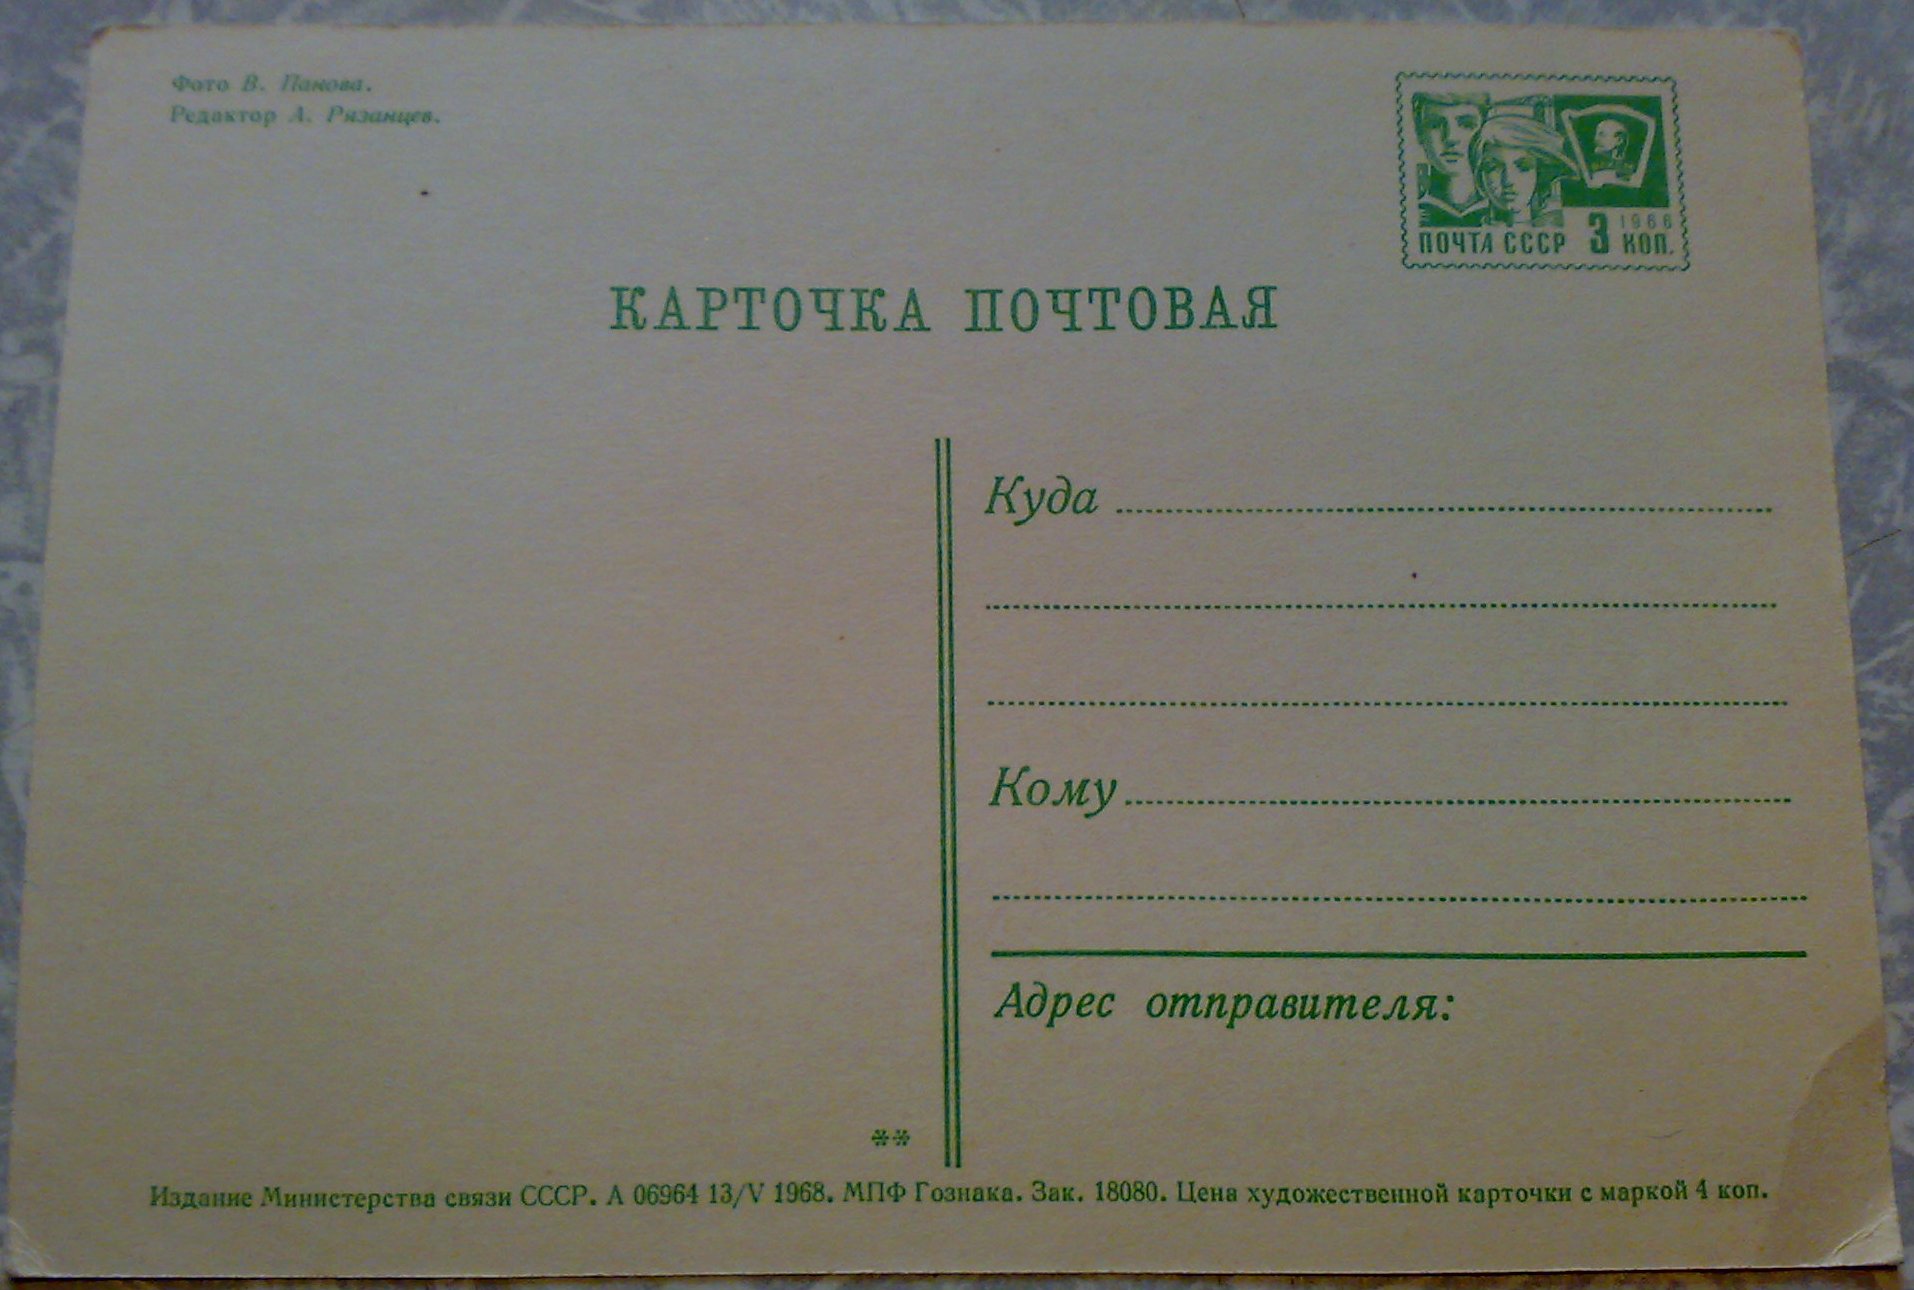 Фото В. Панова.
Редактор А. Рязанцев.
1966
ПОЧТА СССР 3 КОП.
КАРТОЧКА ПОЧТОВАЯ
Куда
Кому
Адрес отправителя:
**
Издание Министерства связи СССР. А 06964 13/V 1968. МПФ Гознака. Зак. 18080. Цена художественной карточки с маркой 4 коп.